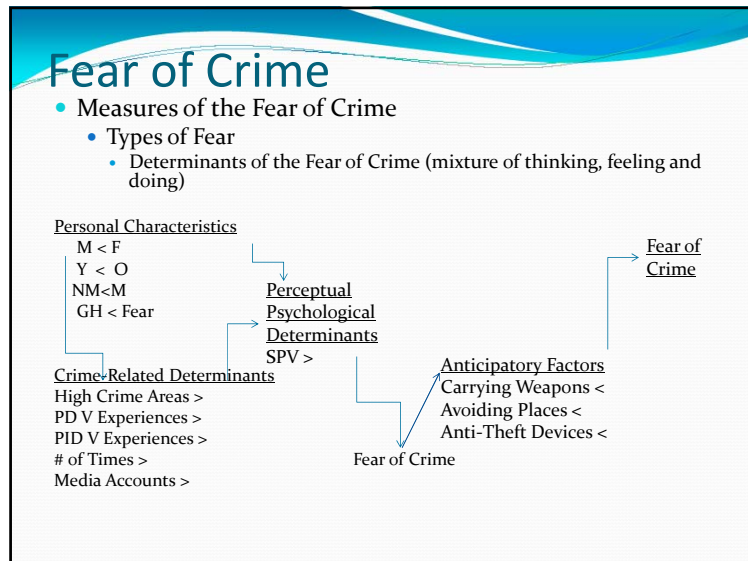 Fear of Crime
• Measures of the Fear of Crime
• Types of Fear
• Determinants of the Fear of Crime (mixture of thinking, feeling and
doing)
Personal Characteristics
M < F
Y < O
NM<M
GH < Fear
Crime-Related Determinants
High Crime Areas >
PD V Experiences >
PID V Experiences >
# of Times >
Media Accounts >
Perceptual
Psychological
Determinants
SPV >
Fear of Crime
Anticipatory Factors
Carrying Weapons <
Avoiding Places <
Anti-Theft Devices <
Fear of
Crime